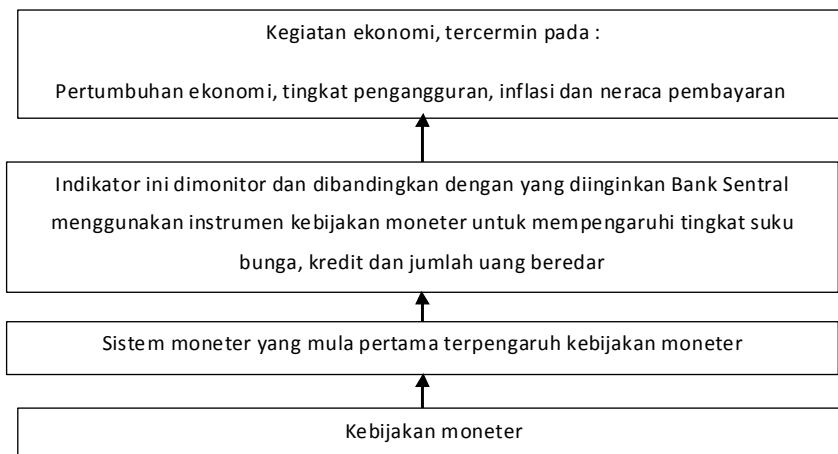 Kegiatan ekonomi, tercermin pada :
Pertumbuhan ekonomi, tingkat pengangguran, inflasi dan neraca pembayaran
Indikator ini dimonitor dan dibandingkan dengan yang diinginkan Bank Sentral
menggunakan instrumen kebijakan moneter untuk mempengaruhi tingkat suku
bunga, kredit dan jumlah uang beredar
Sistem moneter yang mula pertama terpengaruh kebijakan moneter
Kebijakan moneter